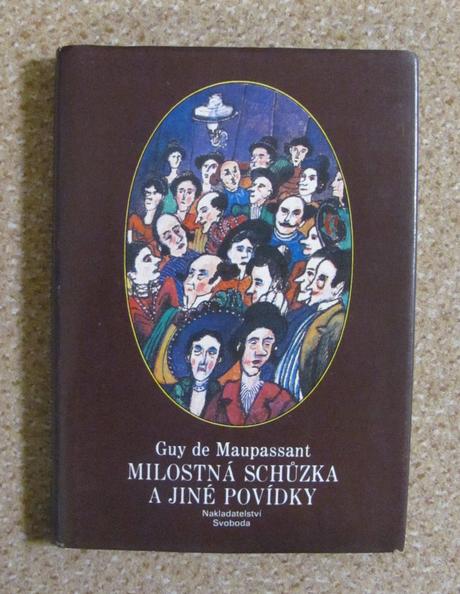 Guy de Maupassant
MILOSTNÁ SCHŮZKA
A JINÉ POVÍDKY
Nakladatelství
Svoboda